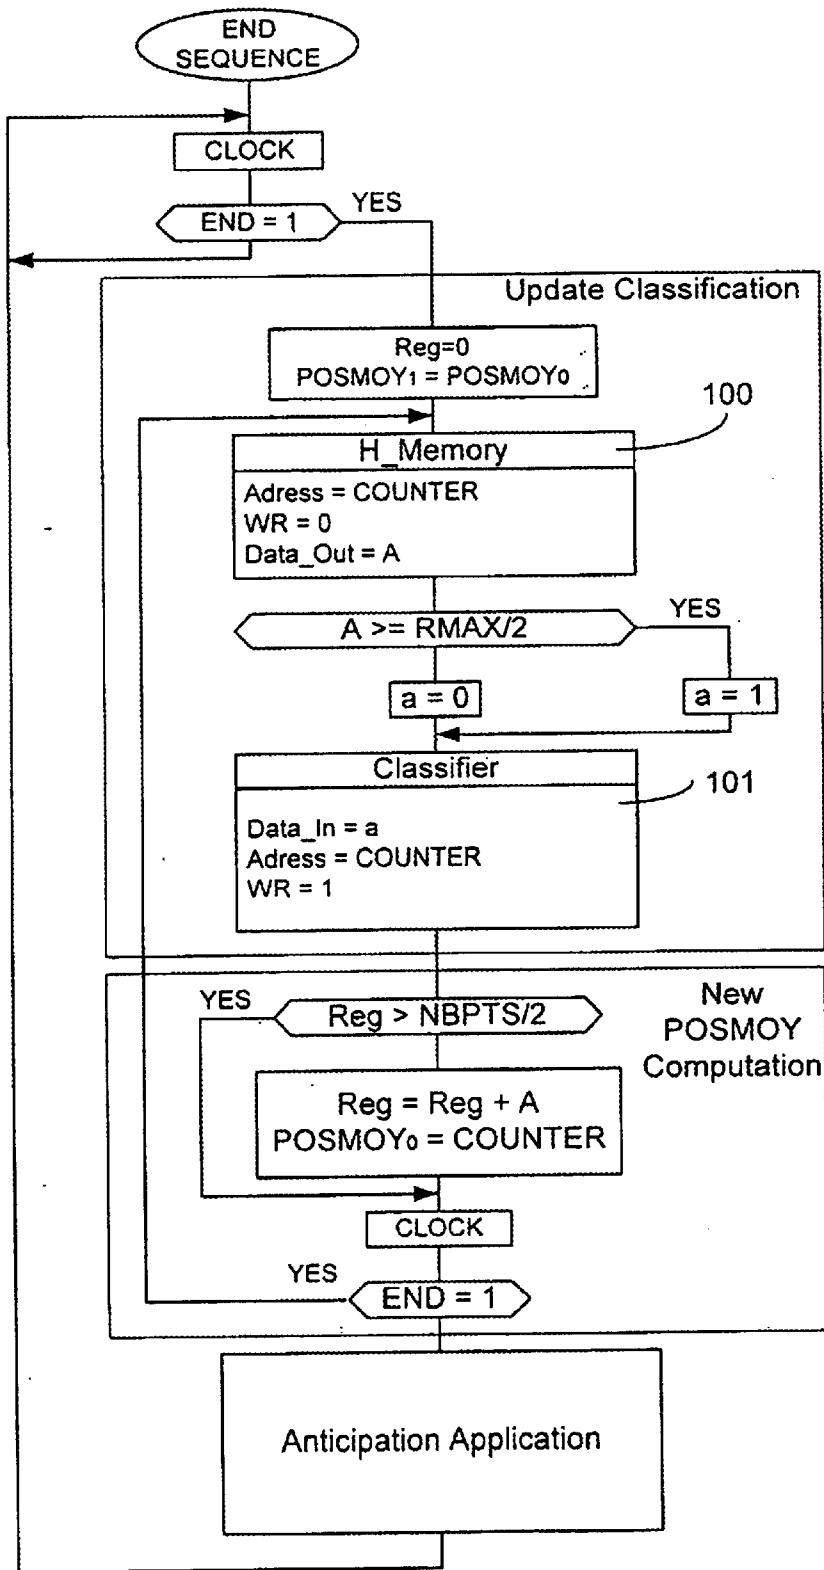 END
SEQUENCE
CLOCK
END = 1
YES
Update Classification
Reg=0
POSMOY1 = POSMOY0
100
H_Memory
Adress = COUNTER
WR = 0
Data_Out = A
A >= RMAX/2
YES
a = 0
a = 1
Classifier
101
Data_In = a
Adress = COUNTER
WR = 1
YES
Reg > NBPTS/2
New
POSMOY
Computation
Reg = Reg + A
POSMOY0 = COUNTER
CLOCK
YES
END = 1
Anticipation Application